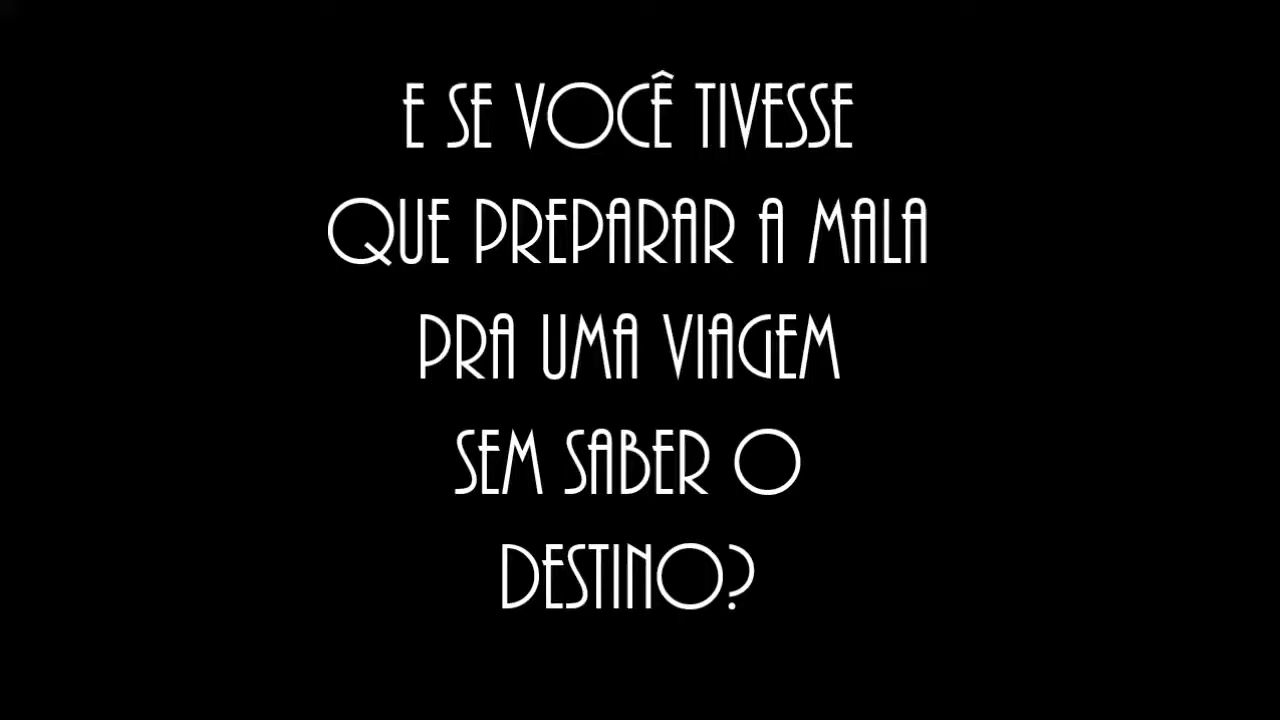 E SE VOCÊ TIVESSE
QUE PREPARAR A MALA
PRA UMA VIAGEM
SEM SABER O
DESTINO?